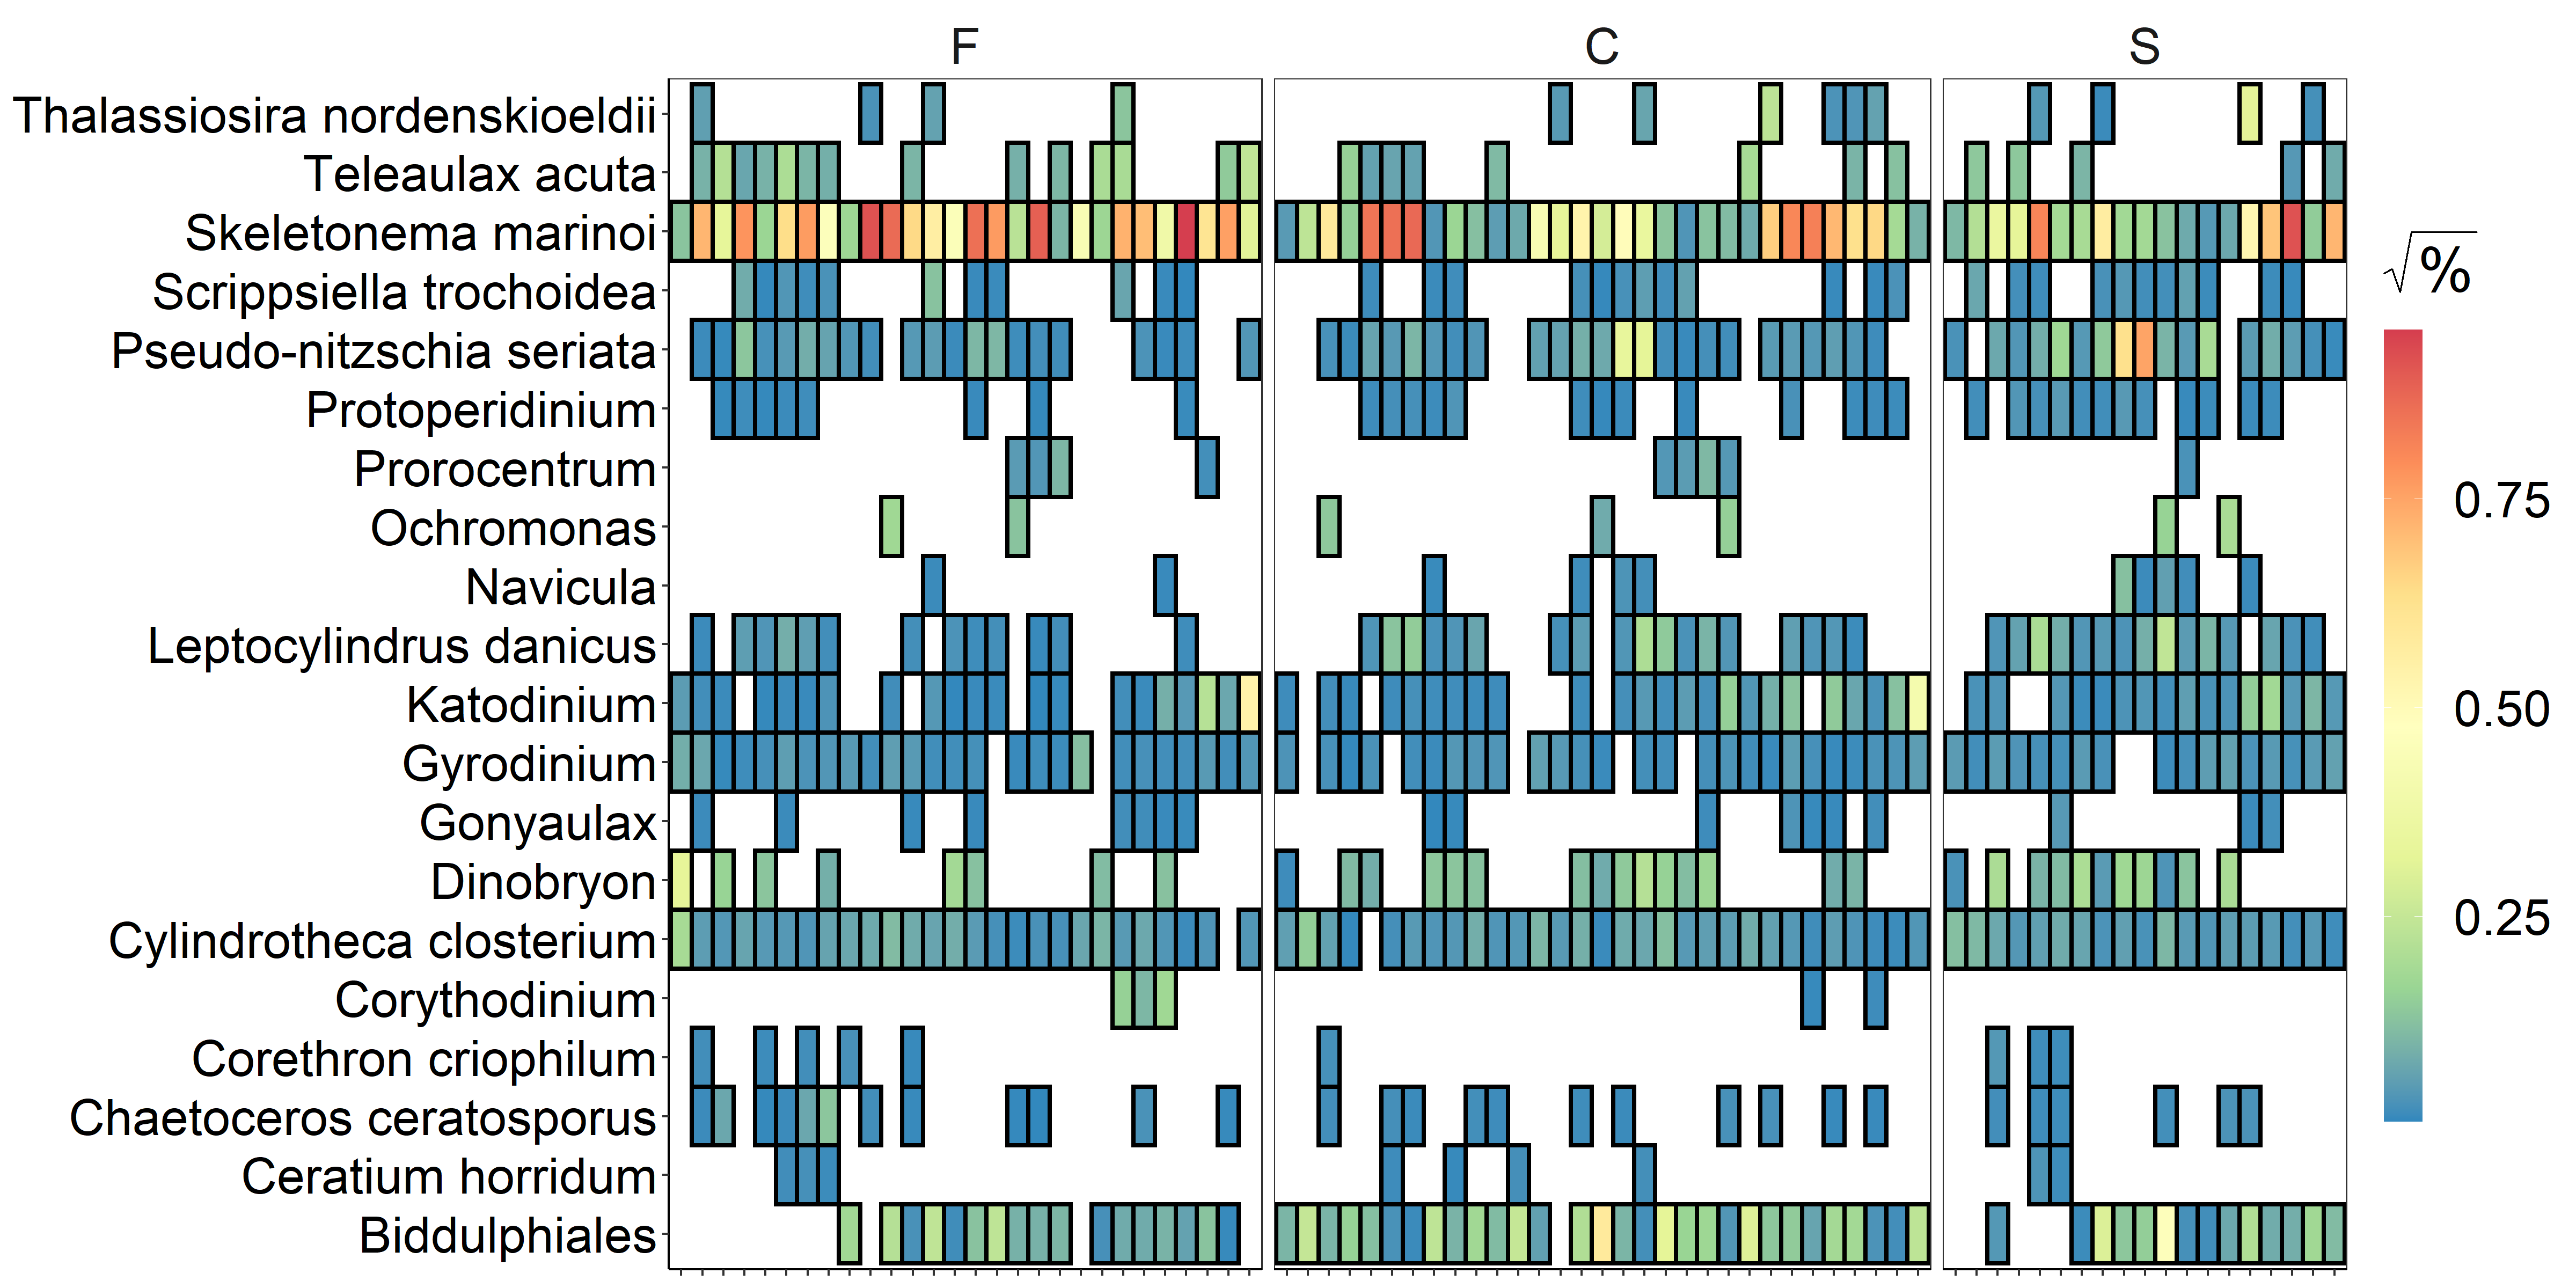 F C S
Thalassiosira nordenskioeldii
Teleaulax acuta
Skeletonema marinoi
Scrippsiella trochoidea
Pseudo-nitzschia seriata
Protoperidinium
Prorocentrum
Ochromonas
Navicula
Leptocylindrus danicus
Katodinium
Gyrodinium
Gonyaulax
Dinobryon
Cylindrotheca closterium
Corythodinium
Corethron criophilum
Chaetoceros ceratosporus
Ceratium horridum
Biddulphiales
√%
0.75
0.50
0.25